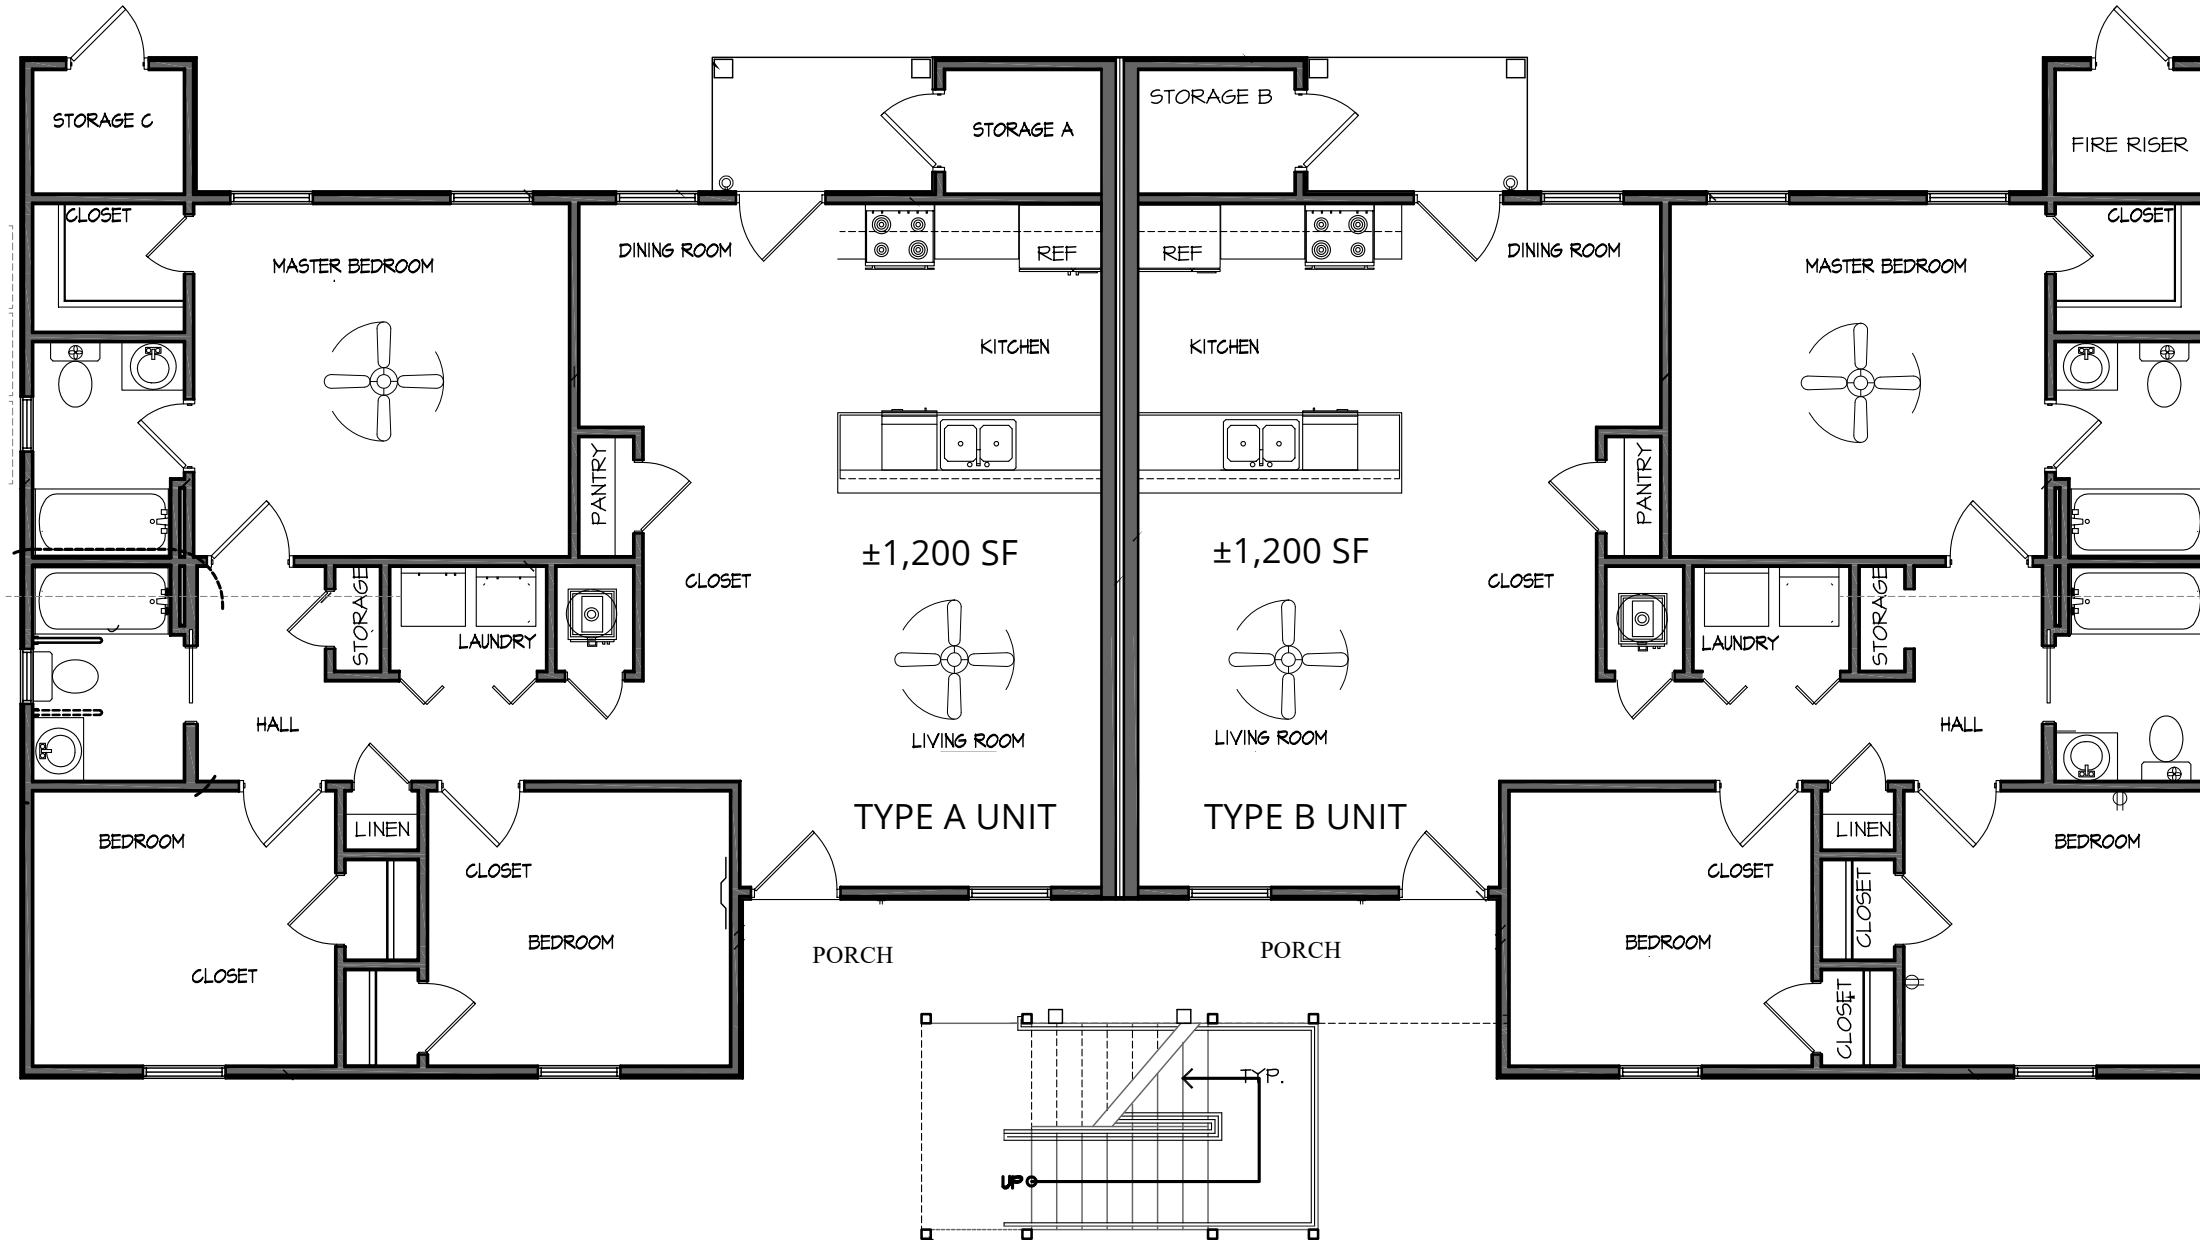 STORAGE C
STORAGE A
STORAGE B
FIRE RISER
CLOSET
MASTER BEDROOM
DINING ROOM
REF
REF
DINING ROOM
MASTER BEDROOM
CLOSET
KITCHEN
KITCHEN
PANTRY
PANTRY
±1,200 SF
±1,200 SF
CLOSET
CLOSET
STORAGE
LAUNDRY
LAUNDRY
STORAGE
HALL
LIVING ROOM
LIVING ROOM
HALL
TYPE A UNIT
TYPE B UNIT
BEDROOM
LINEN
CLOSET
CLOSET
LINEN
BEDROOM
CLOSET
BEDROOM
PORCH
PORCH
BEDROOM
CLOSET
CLOSET
TYP.
UP